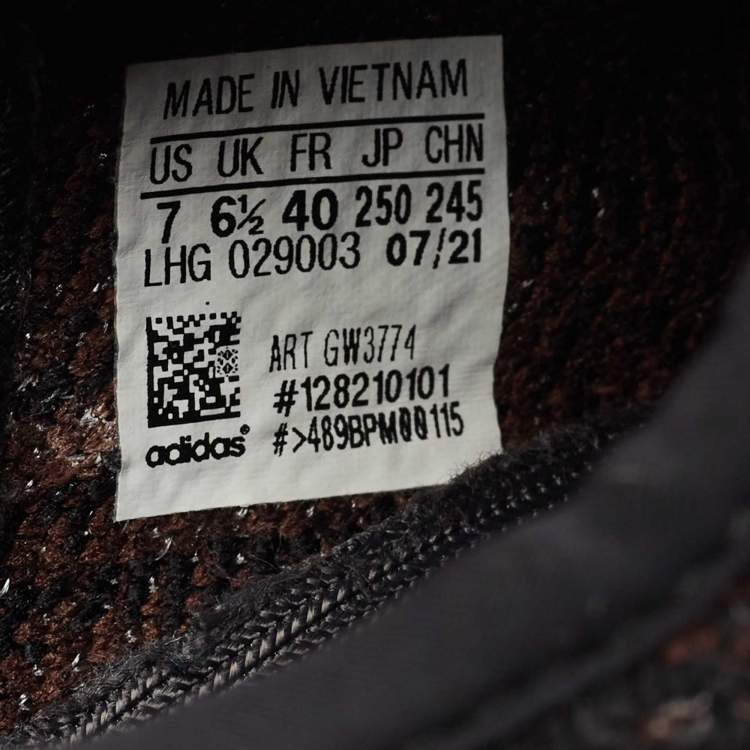 MADE IN VIETNAM
US UK FR JP CHN
7 6½ 40 250 245
LHG 029003 07/21
ART GW3774
#128210101
adidas®
#>489BPM00115